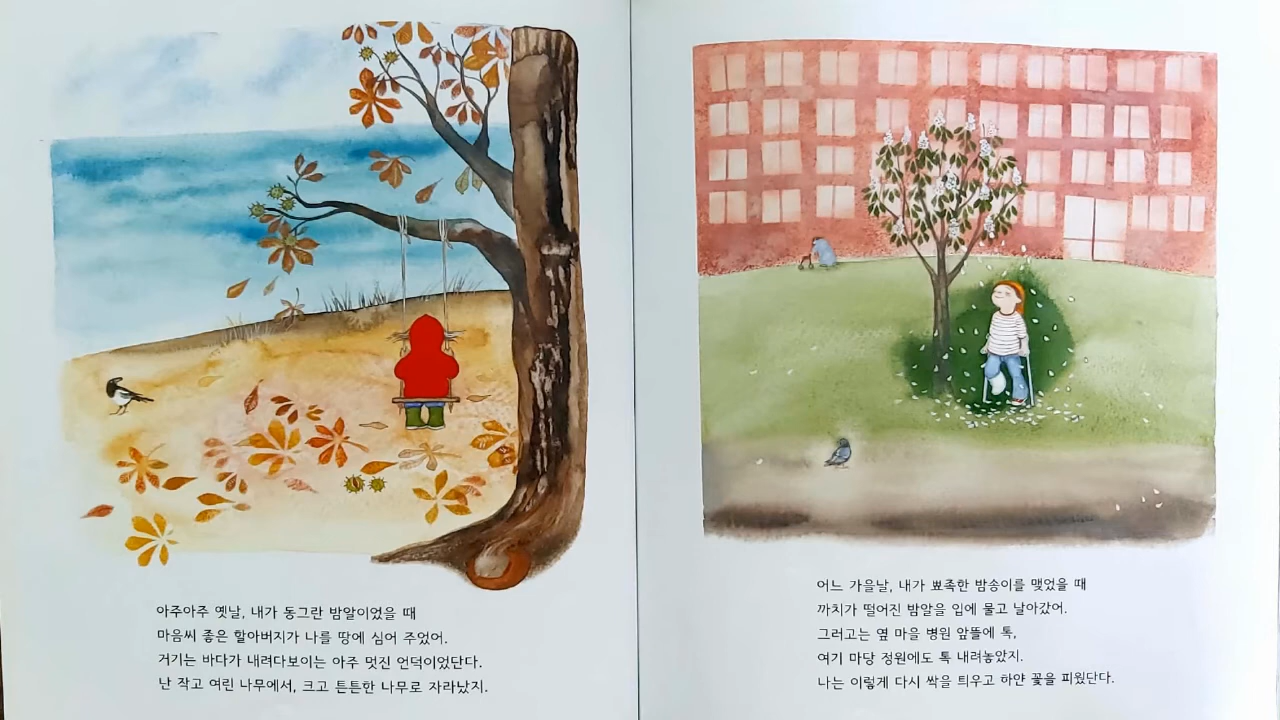 아주아주 옛날, 내가 동그란 밤알이었을 때
마음씨 좋은 할아버지가 나를 땅에 심어 주었어.
거기는 바다가 내려다보이는 아주 멋진 언덕이었단다.
난 작고 여린 나무에서, 크고 튼튼한 나무로 자라났지.
어느 가을날, 내가 뾰족한 밤송이를 맺었을 때
까치가 떨어진 밤알을 입에 물고 날아갔어.
그러고는 옆 마을 병원 앞뜰에 톡,
여기 마당 정원에도 톡 내려놓았지.
나는 이렇게 다시 싹을 틔우고 하얀 꽃을 피웠단다.